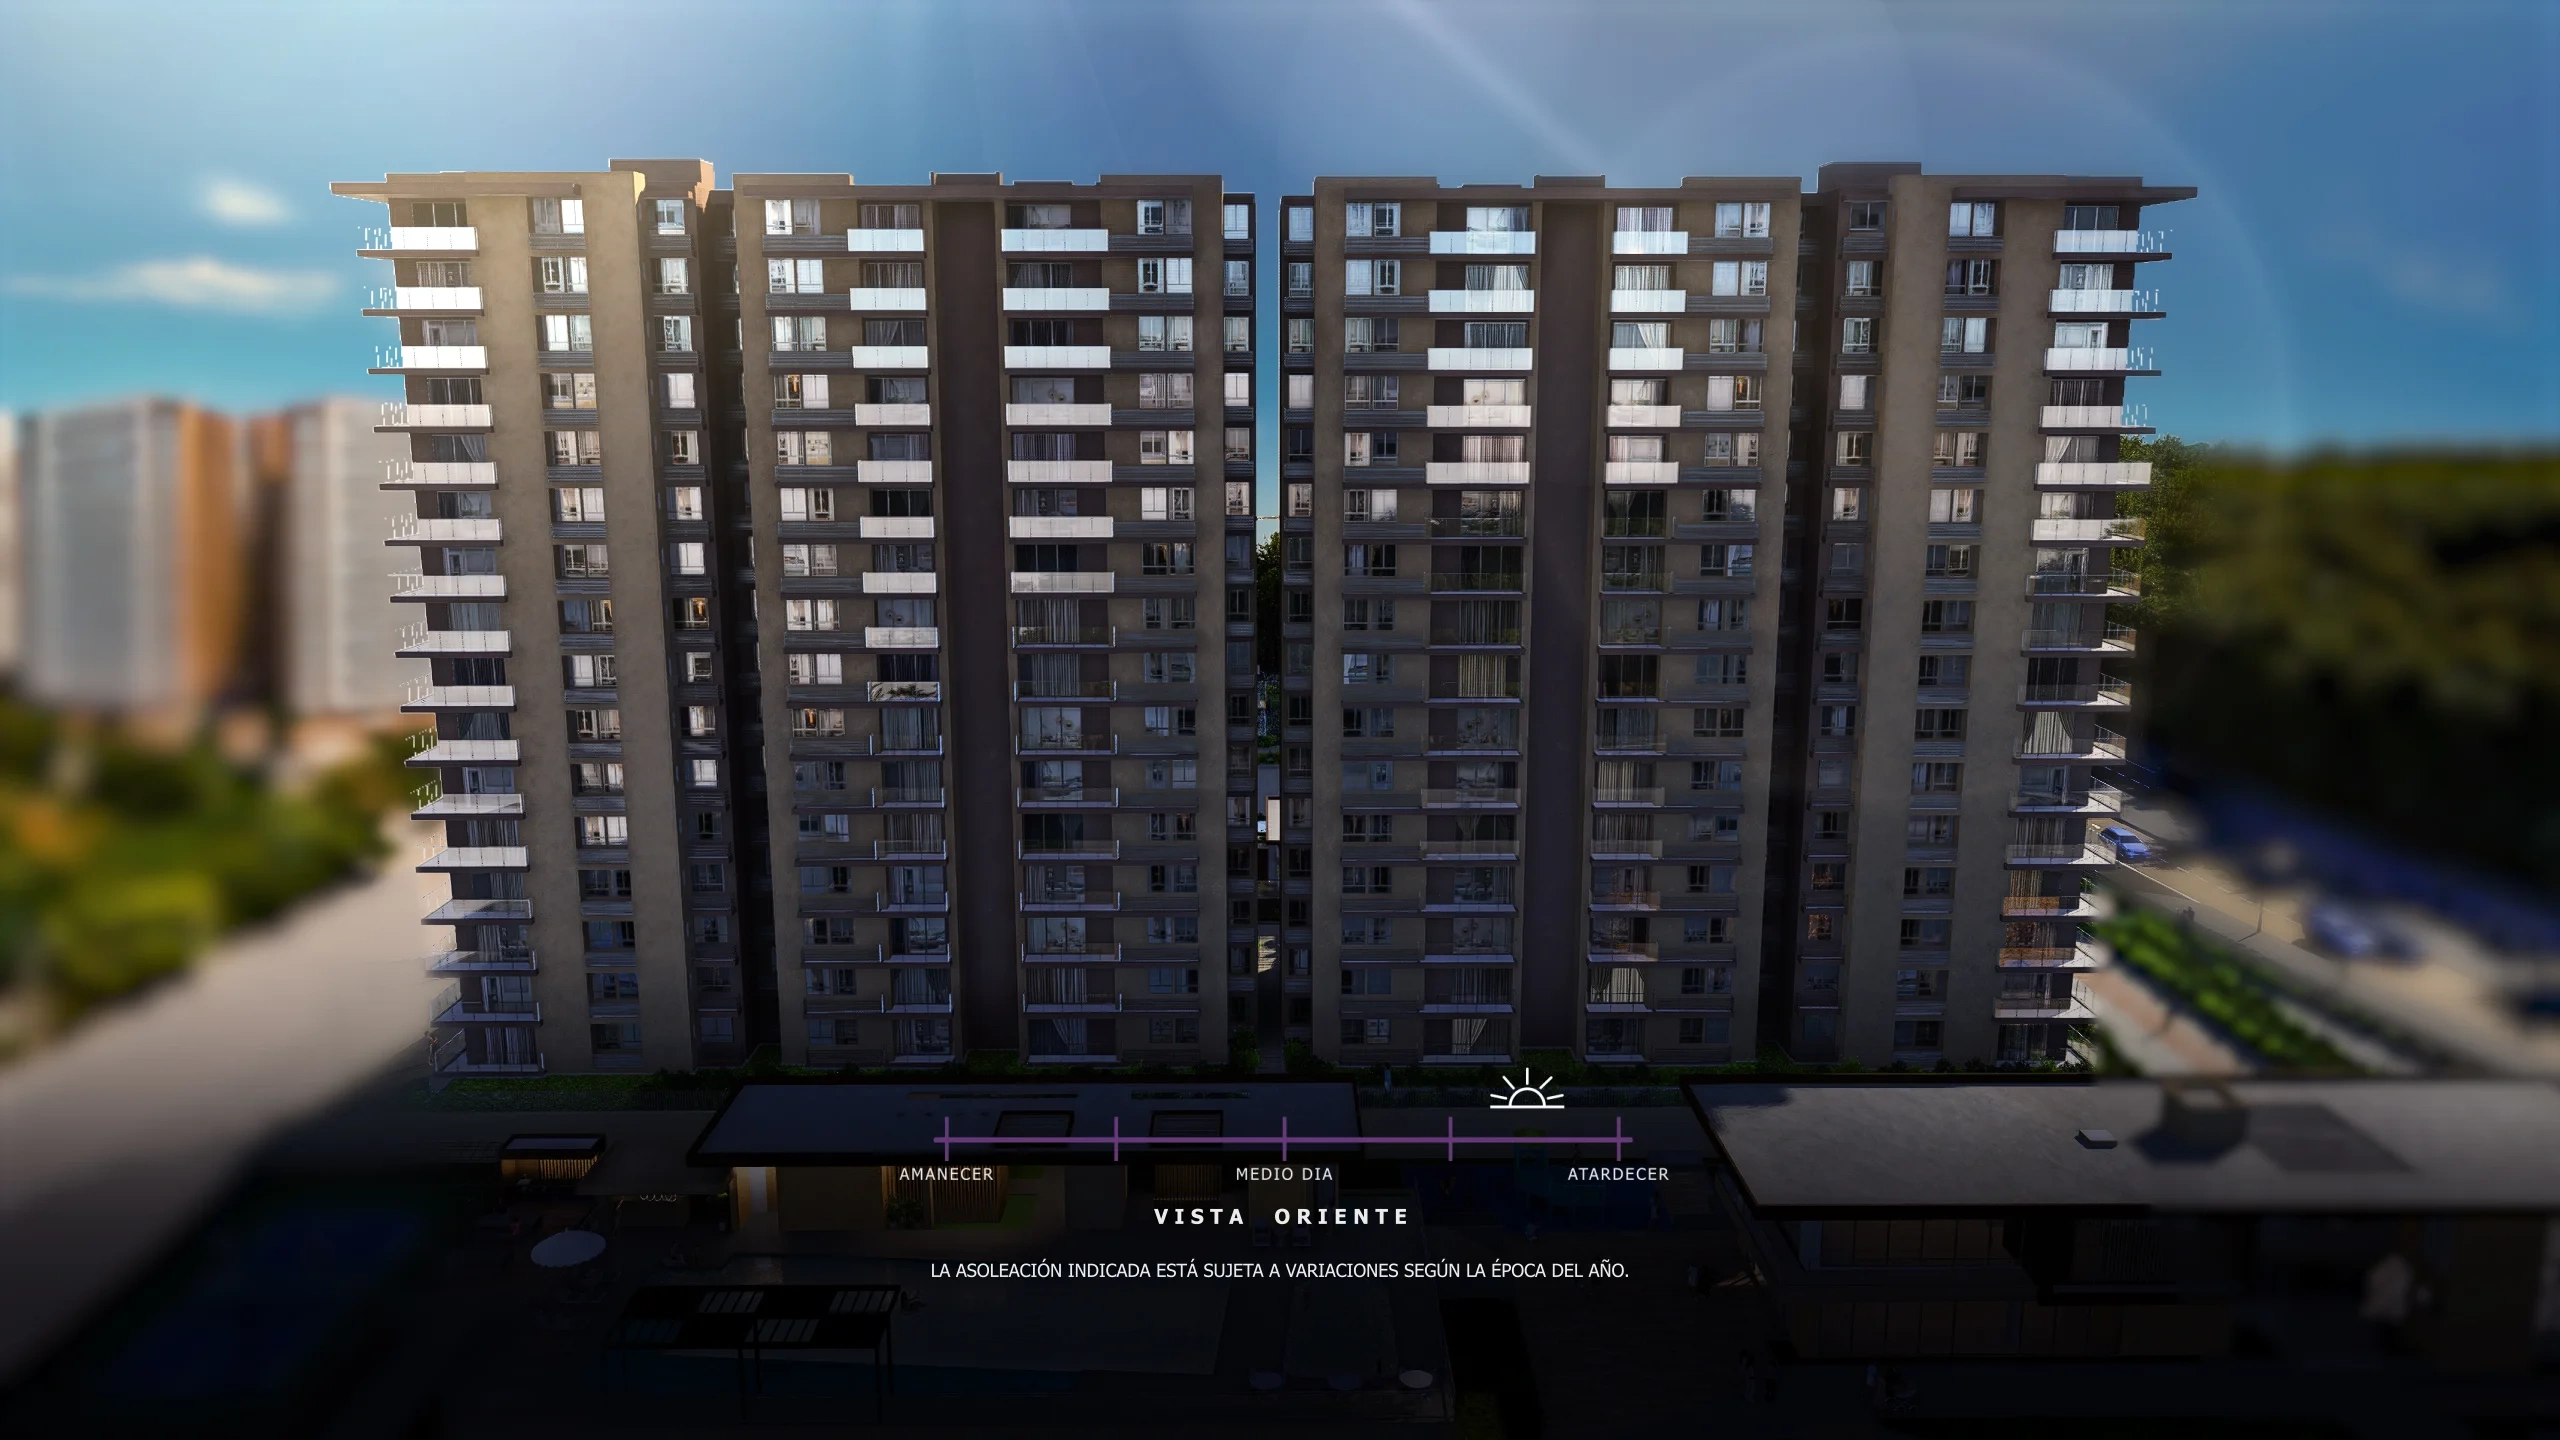 AMANECER MEDIO DIA ATARDECER
VISTA ORIENTE
LA ASOLEACIÓN INDICADA ESTÁ SUJETA A VARIACIONES SEGÚN LA ÉPOCA DEL AÑO.